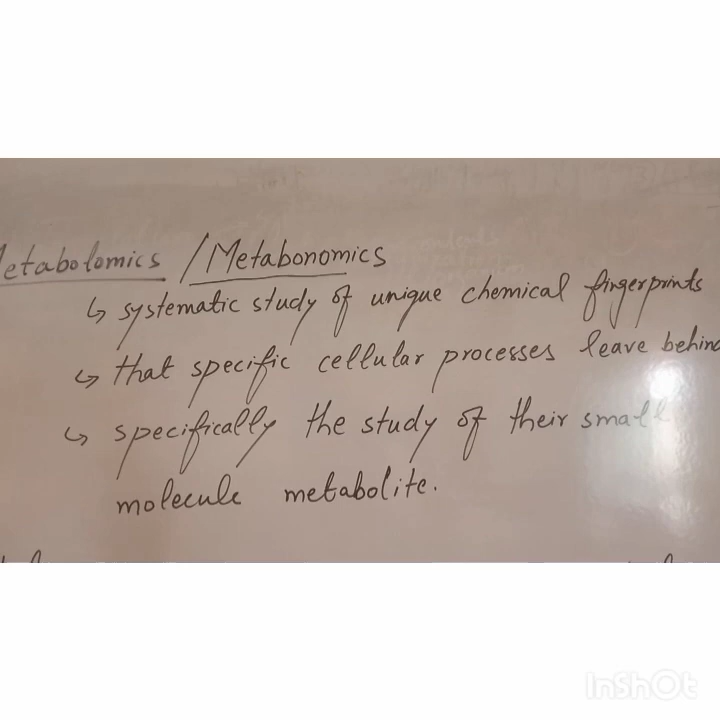 Metabolomics / Metabonomics
↳ systematic study of unique chemical fingerprints
↳ that specific cellular processes leave behind
↳ specifically the study of their small
molecule metabolite.
InShOt